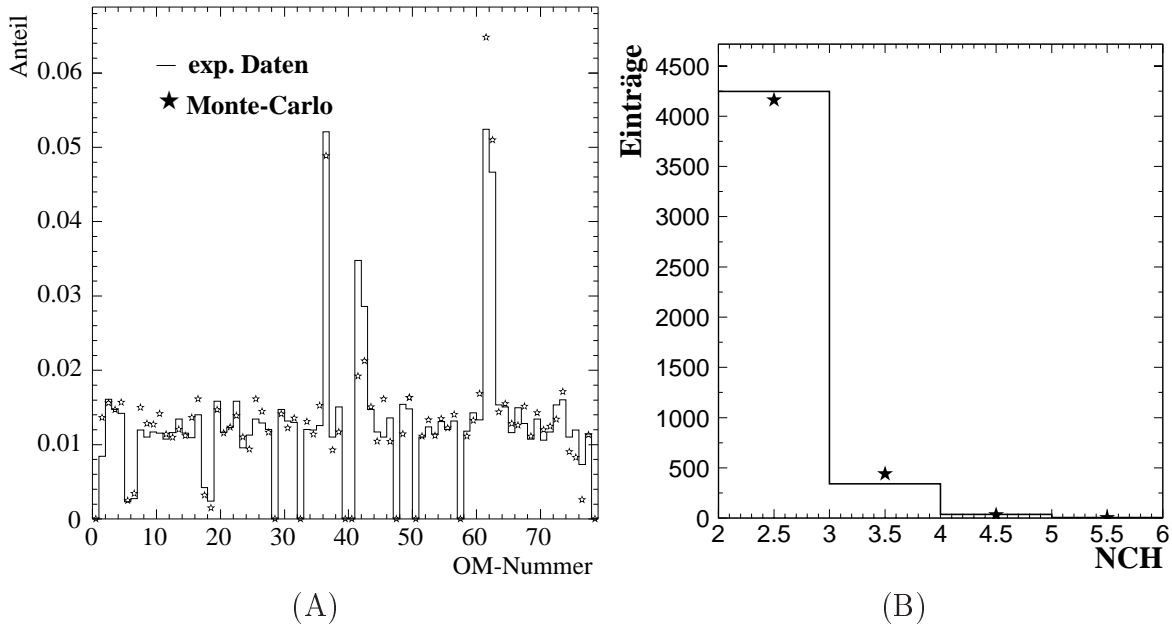 Anteil
0.06
0.05
0.04
0.03
0.02
0.01
0
— exp. Daten
★ Monte-Carlo
0 10 20 30 40 50 60 70
OM-Nummer
(A)
Einträge
4500
4000
3500
3000
2500
2000
1500
1000
500
0
2 2.5 3 3.5 4 4.5 5 5.5 6
NCH
(B)